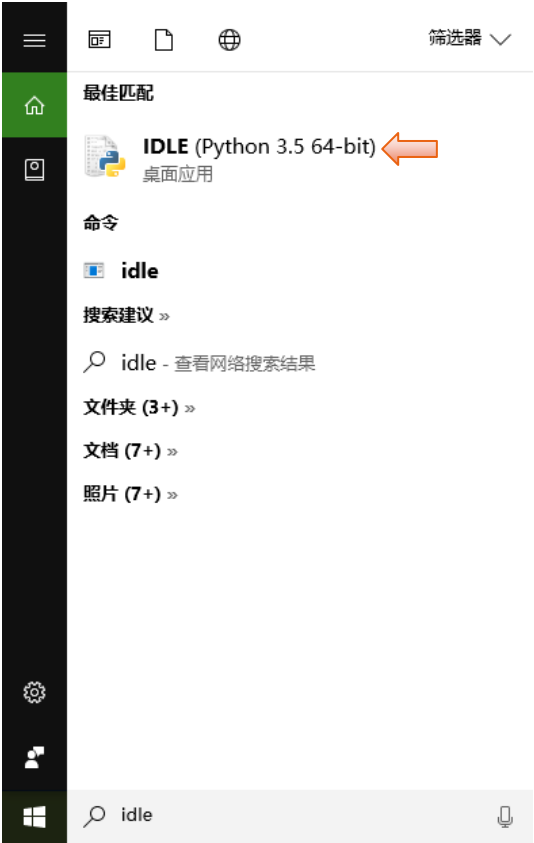 筛选器
最佳匹配
IDLE (Python 3.5 64-bit)
桌面应用
命令
idle
搜索建议 »
idle - 查看网络搜索结果
文件夹 (3+) »
文档 (7+) »
照片 (7+) »
idle